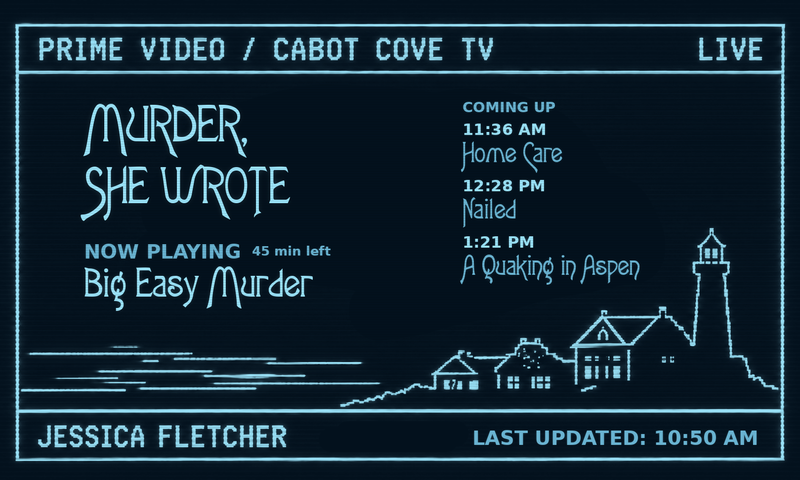 PRIME VIDEO / CABOT COVE TV
LIVE
MURDER,
SHE WROTE
NOW PLAYING 45 min left
Big Easy Murder
COMING UP
11:36 AM
Home Care
12:28 PM
Nailed
1:21 PM
A Quaking in Aspen
JESSICA FLETCHER
LAST UPDATED: 10:50 AM